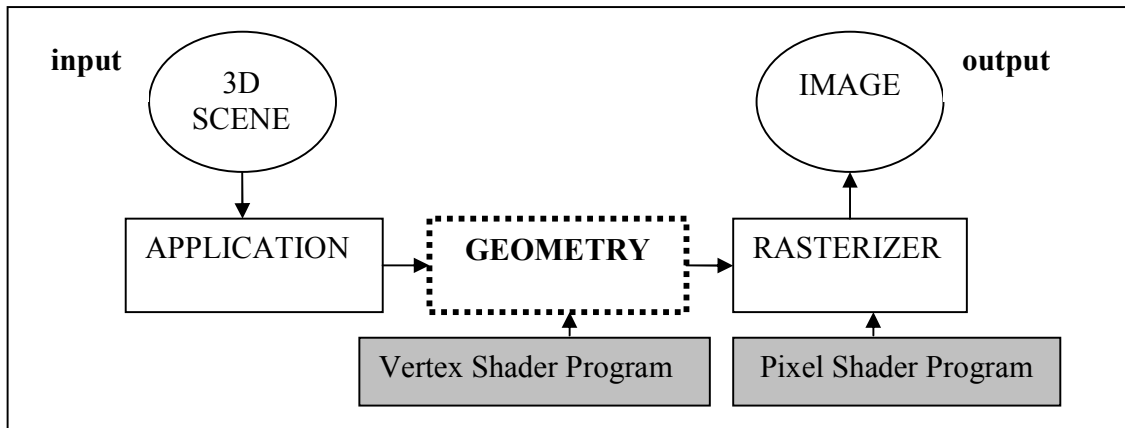 input
3D
SCENE
IMAGE
output
APPLICATION
GEOMETRY
RASTERIZER
Vertex Shader Program
Pixel Shader Program